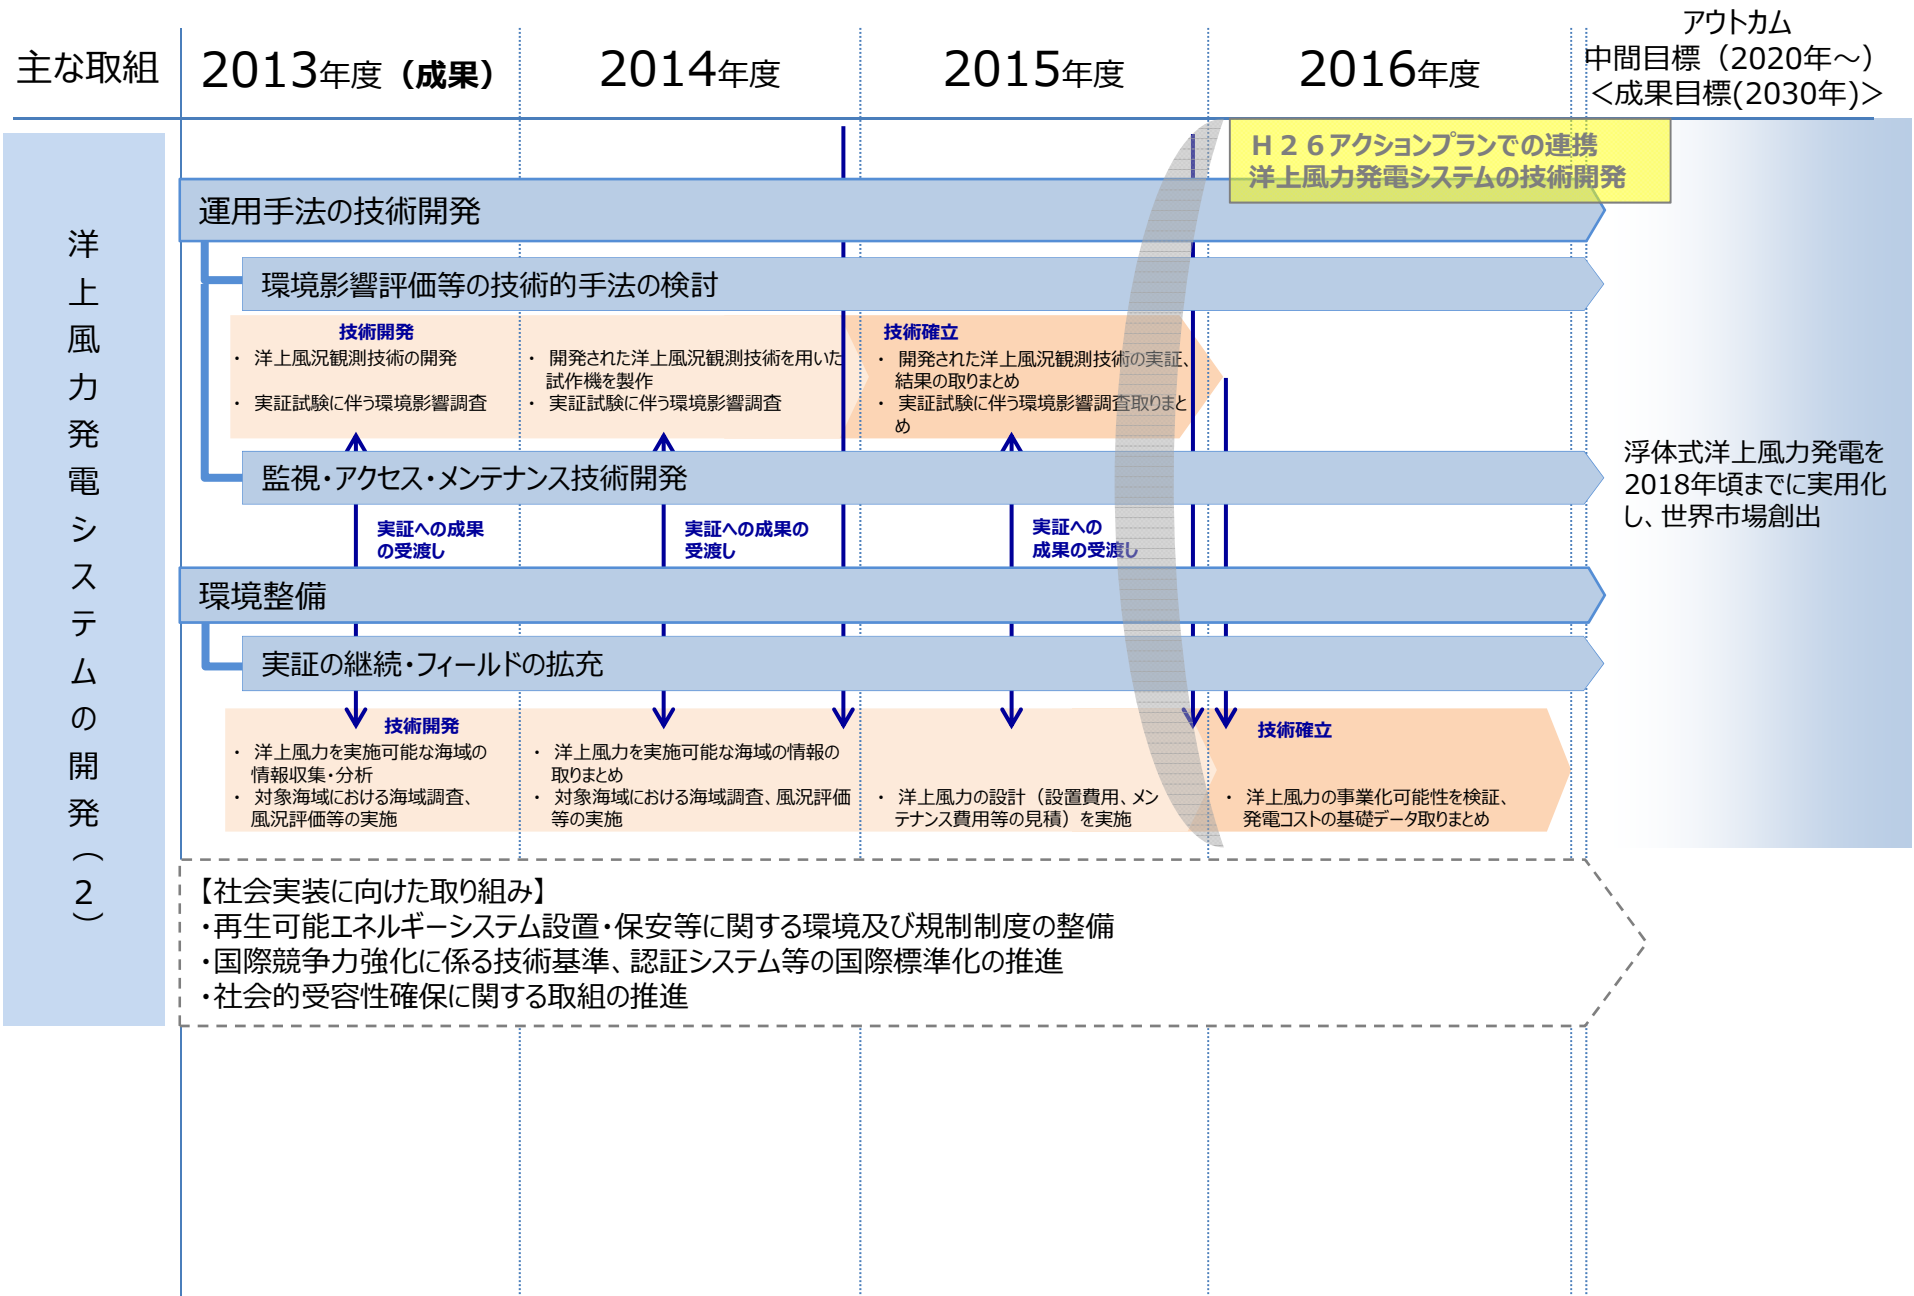 主な取組
2013年度（成果）
2014年度
2015年度
2016年度
アウトカム
中間目標（2020年～）
＜成果目標(2030年)＞
洋上風力発電システムの開発（2）
H２６アクションプランでの連携
洋上風力発電システムの技術開発
運用手法の技術開発
環境影響評価等の技術的手法の検討
技術開発
・ 洋上風況観測技術の開発
・ 実証試験に伴う環境影響調査
・ 開発された洋上風況観測技術を用いた
試作機を製作
・ 実証試験に伴う環境影響調査
技術確立
・ 開発された洋上風況観測技術の実証、
結果の取りまとめ
・ 実証試験に伴う環境影響調査取りまと
め
監視・アクセス・メンテナンス技術開発
実証への成果
の受渡し
実証への成果の
受渡し
実証への
成果の受渡し
浮体式洋上風力発電を
2018年頃までに実用化
し、世界市場創出
環境整備
実証の継続・フィールドの拡充
技術開発
・ 洋上風力を実施可能な海域の
情報収集・分析
・ 対象海域における海域調査、
風況評価等の実施
・ 洋上風力を実施可能な海域の情報の
取りまとめ
・ 対象海域における海域調査、風況評価
等の実施
・ 洋上風力の設計（設置費用、メン
テナンス費用等の見積）を実施
技術確立
・ 洋上風力の事業化可能性を検証、
発電コストの基礎データ取りまとめ
【社会実装に向けた取り組み】
・再生可能エネルギーシステム設置・保安等に関する環境及び規制制度の整備
・国際競争力強化に係る技術基準、認証システム等の国際標準化の推進
・社会的受容性確保に関する取組の推進